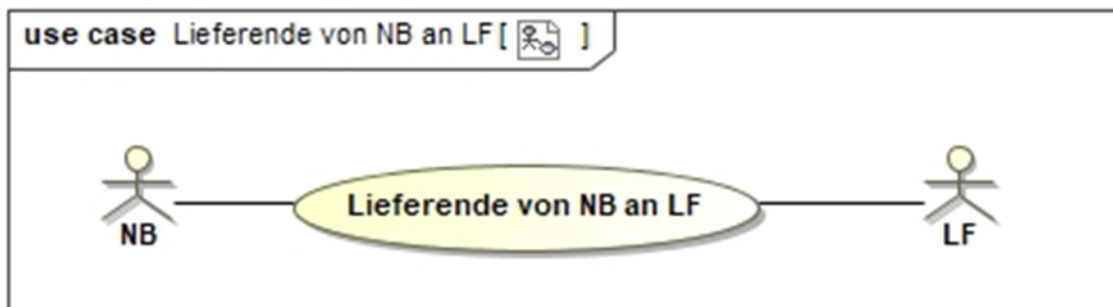 use case Lieferende von NB an LF [ ]
Lieferende von NB an LF
NB
LF